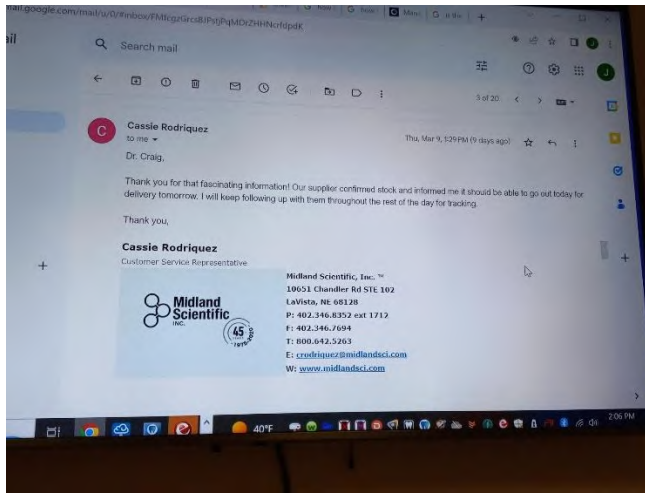 Search mail
3 of 20
Cassie Rodriquez
to me
Thu, Mar 9, 1:29 PM (9 days ago)
Dr. Craig,
Thank you for that fascinating information! Our supplier confirmed stock and informed me it should be able to go out today for
delivery tomorrow. I will keep following up with them throughout the rest of the day for tracking.
Thank you,
Cassie Rodriquez
Customer Service Representative
Midland
Scientific
INC.
45
Midland Scientific, Inc. ™
10651 Chandler Rd STE 102
LaVista, NE 68128
P: 402.346.8352 ext 1712
F: 402.346.7694
T: 800.642.5263
E: crodriquez@midlandsci.com
W: www.midlandsci.com
40°F
2:06 PM